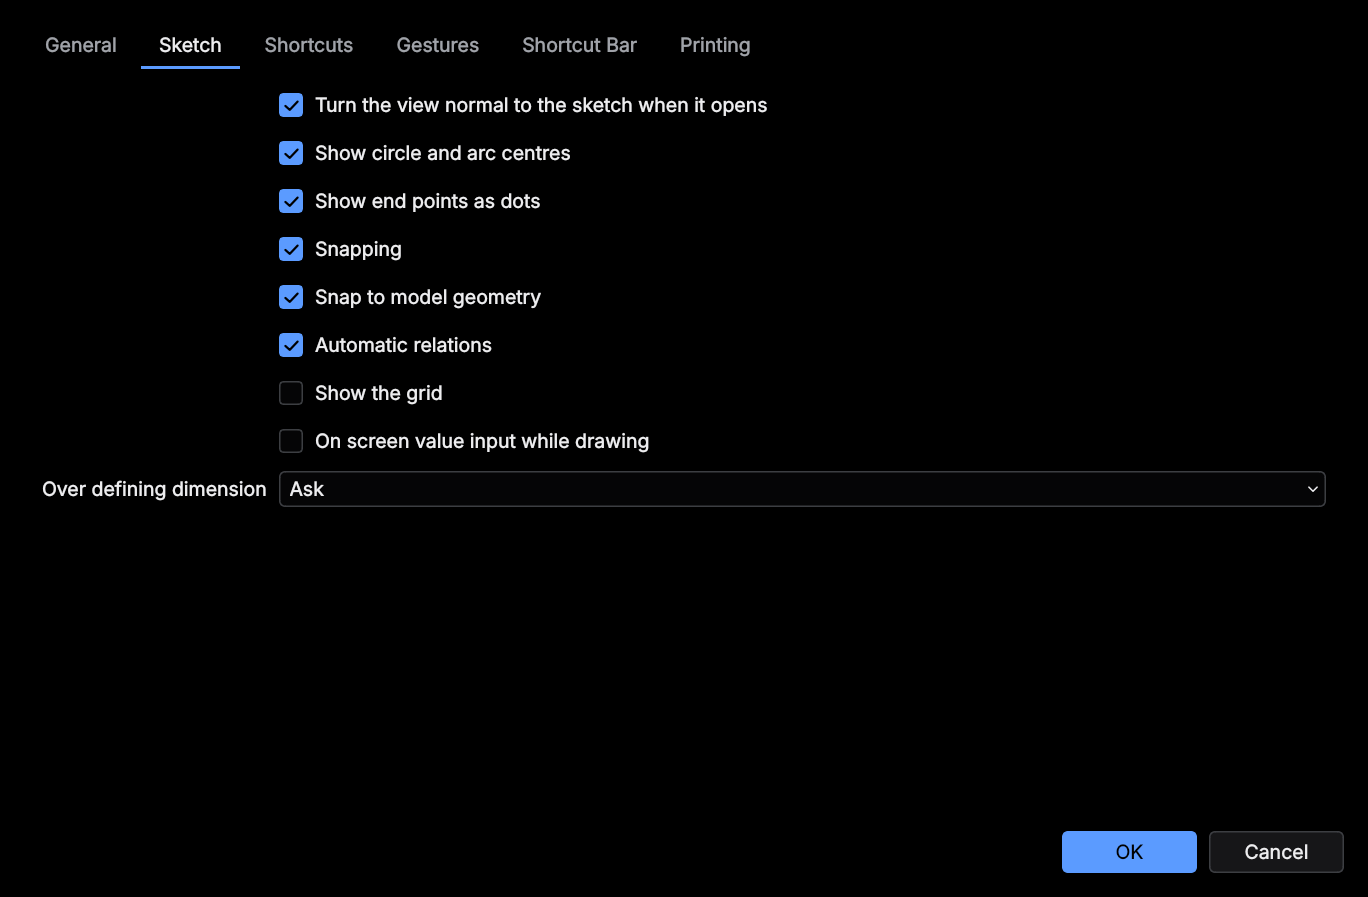 General Sketch Shortcuts Gestures Shortcut Bar Printing
Turn the view normal to the sketch when it opens
Show circle and arc centres
Show end points as dots
Snapping
Snap to model geometry
Automatic relations
Show the grid
On screen value input while drawing
Over defining dimension Ask
OK Cancel